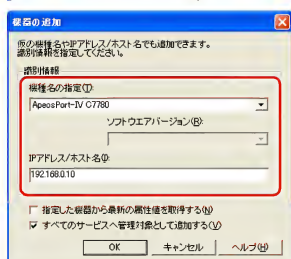 機器の追加
仮の機種名やIPアドレス/ホスト名でも追加できます。
識別情報を指定してください。
識別情報
機種名の指定(T):
ApeosPort-IV C7780
ソフトウエアバージョン(R):
IPアドレス/ホスト名(I):
192.168.0.10
指定した機器から最新の属性値を取得する(N)
すべてのサービスへ管理対象として追加する(V)
OK
キャンセル
ヘルプ(H)